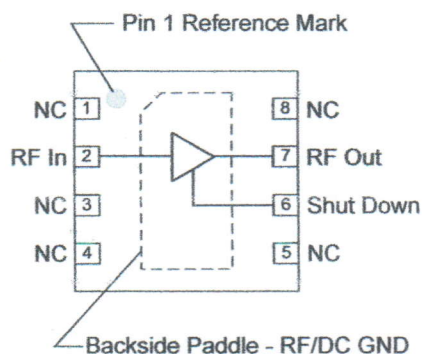 Pin 1 Reference Mark
NC 1 8 NC
RF In 2 7 RF Out
NC 3 6 Shut Down
NC 4 5 NC
Backside Paddle - RF/DC GND